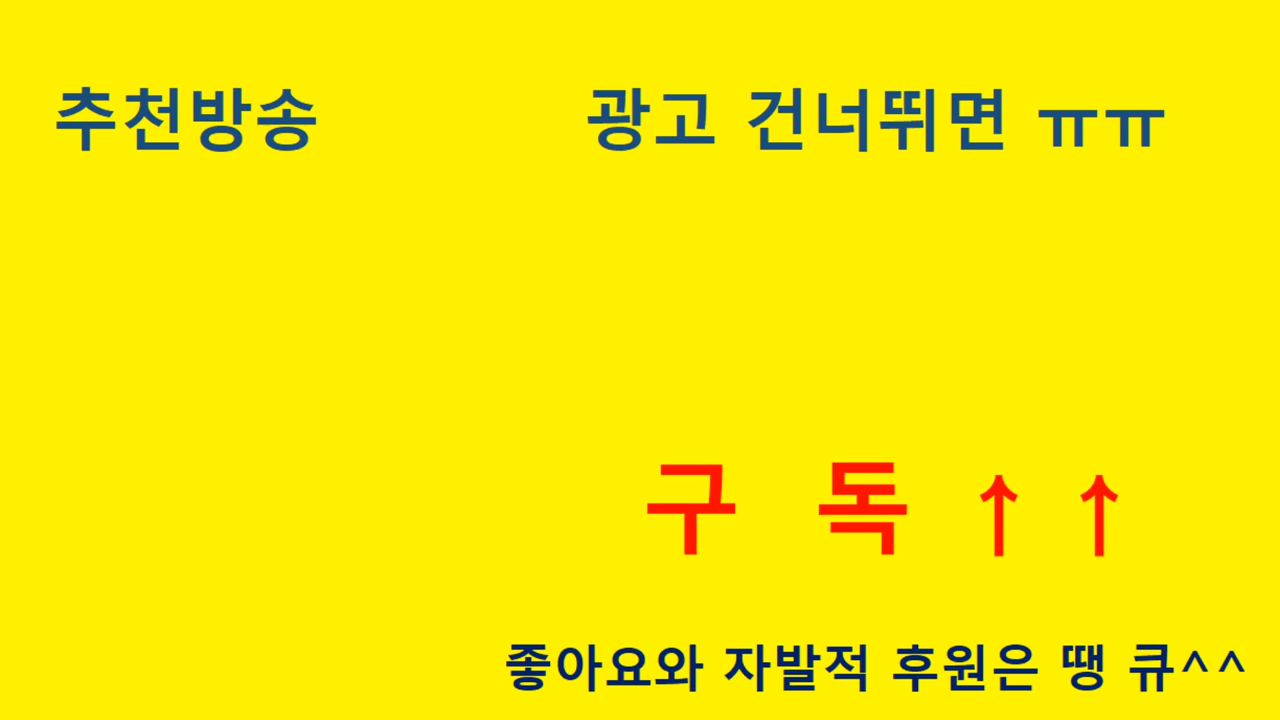 추천방송
광고 건너뛰면 ㅠㅠ
구 독 ↑ ↑
좋아요와 자발적 후원은 땡 큐^^